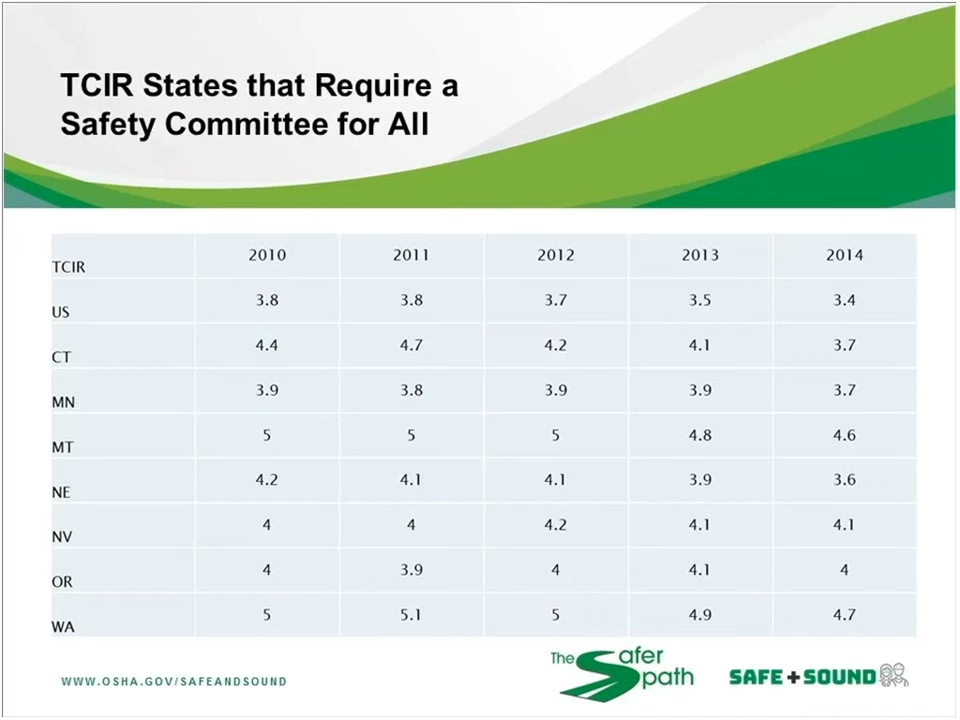 TCIR States that Require a
Safety Committee for All
TCIR 2010 2011 2012 2013 2014
US 3.8 3.8 3.7 3.5 3.4
CT 4.4 4.7 4.2 4.1 3.7
MN 3.9 3.8 3.9 3.9 3.7
MT 5 5 5 4.8 4.6
NE 4.2 4.1 4.1 3.9 3.6
NV 4 4 4.2 4.1 4.1
OR 4 3.9 4 4.1 4
WA 5 5.1 5 4.9 4.7
WWW.OSHA.GOV/SAFEANDSOUND
The Safer
path
SAFE + SOUND